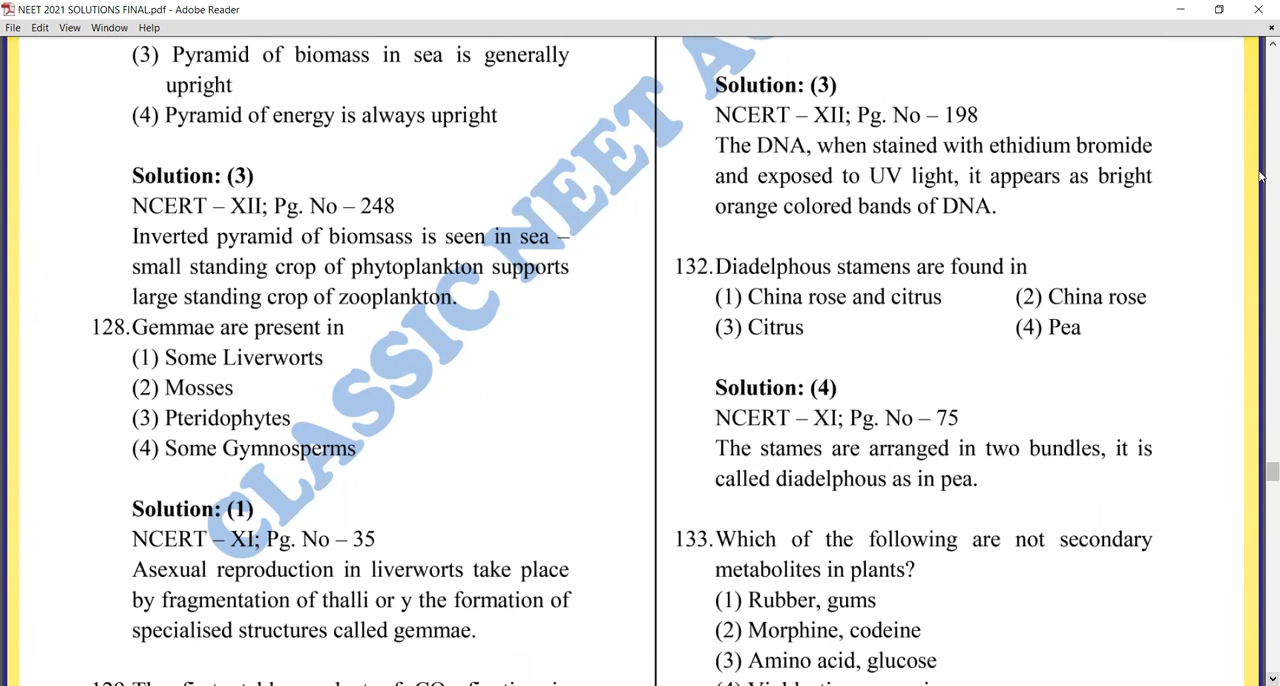 NEET 2021 SOLUTIONS FINAL.pdf - Adobe Reader
File Edit View Window Help
(3) Pyramid of biomass in sea is generally
upright
(4) Pyramid of energy is always upright
Solution: (3)
NCERT – XII; Pg. No – 248
Inverted pyramid of biomsass is seen in sea –
small standing crop of phytoplankton supports
large standing crop of zooplankton.
128.Gemmae are present in
(1) Some Liverworts
(2) Mosses
(3) Pteridophytes
(4) Some Gymnosperms
Solution: (1)
NCERT – XI; Pg. No – 35
Asexual reproduction in liverworts take place
by fragmentation of thalli or y the formation of
specialised structures called gemmae.
Solution: (3)
NCERT – XII; Pg. No – 198
The DNA, when stained with ethidium bromide
and exposed to UV light, it appears as bright
orange colored bands of DNA.
132.Diadelphous stamens are found in
(1) China rose and citrus (2) China rose
(3) Citrus (4) Pea
Solution: (4)
NCERT – XI; Pg. No – 75
The stames are arranged in two bundles, it is
called diadelphous as in pea.
133.Which of the following are not secondary
metabolites in plants?
(1) Rubber, gums
(2) Morphine, codeine
(3) Amino acid, glucose
CLASSIC NEET